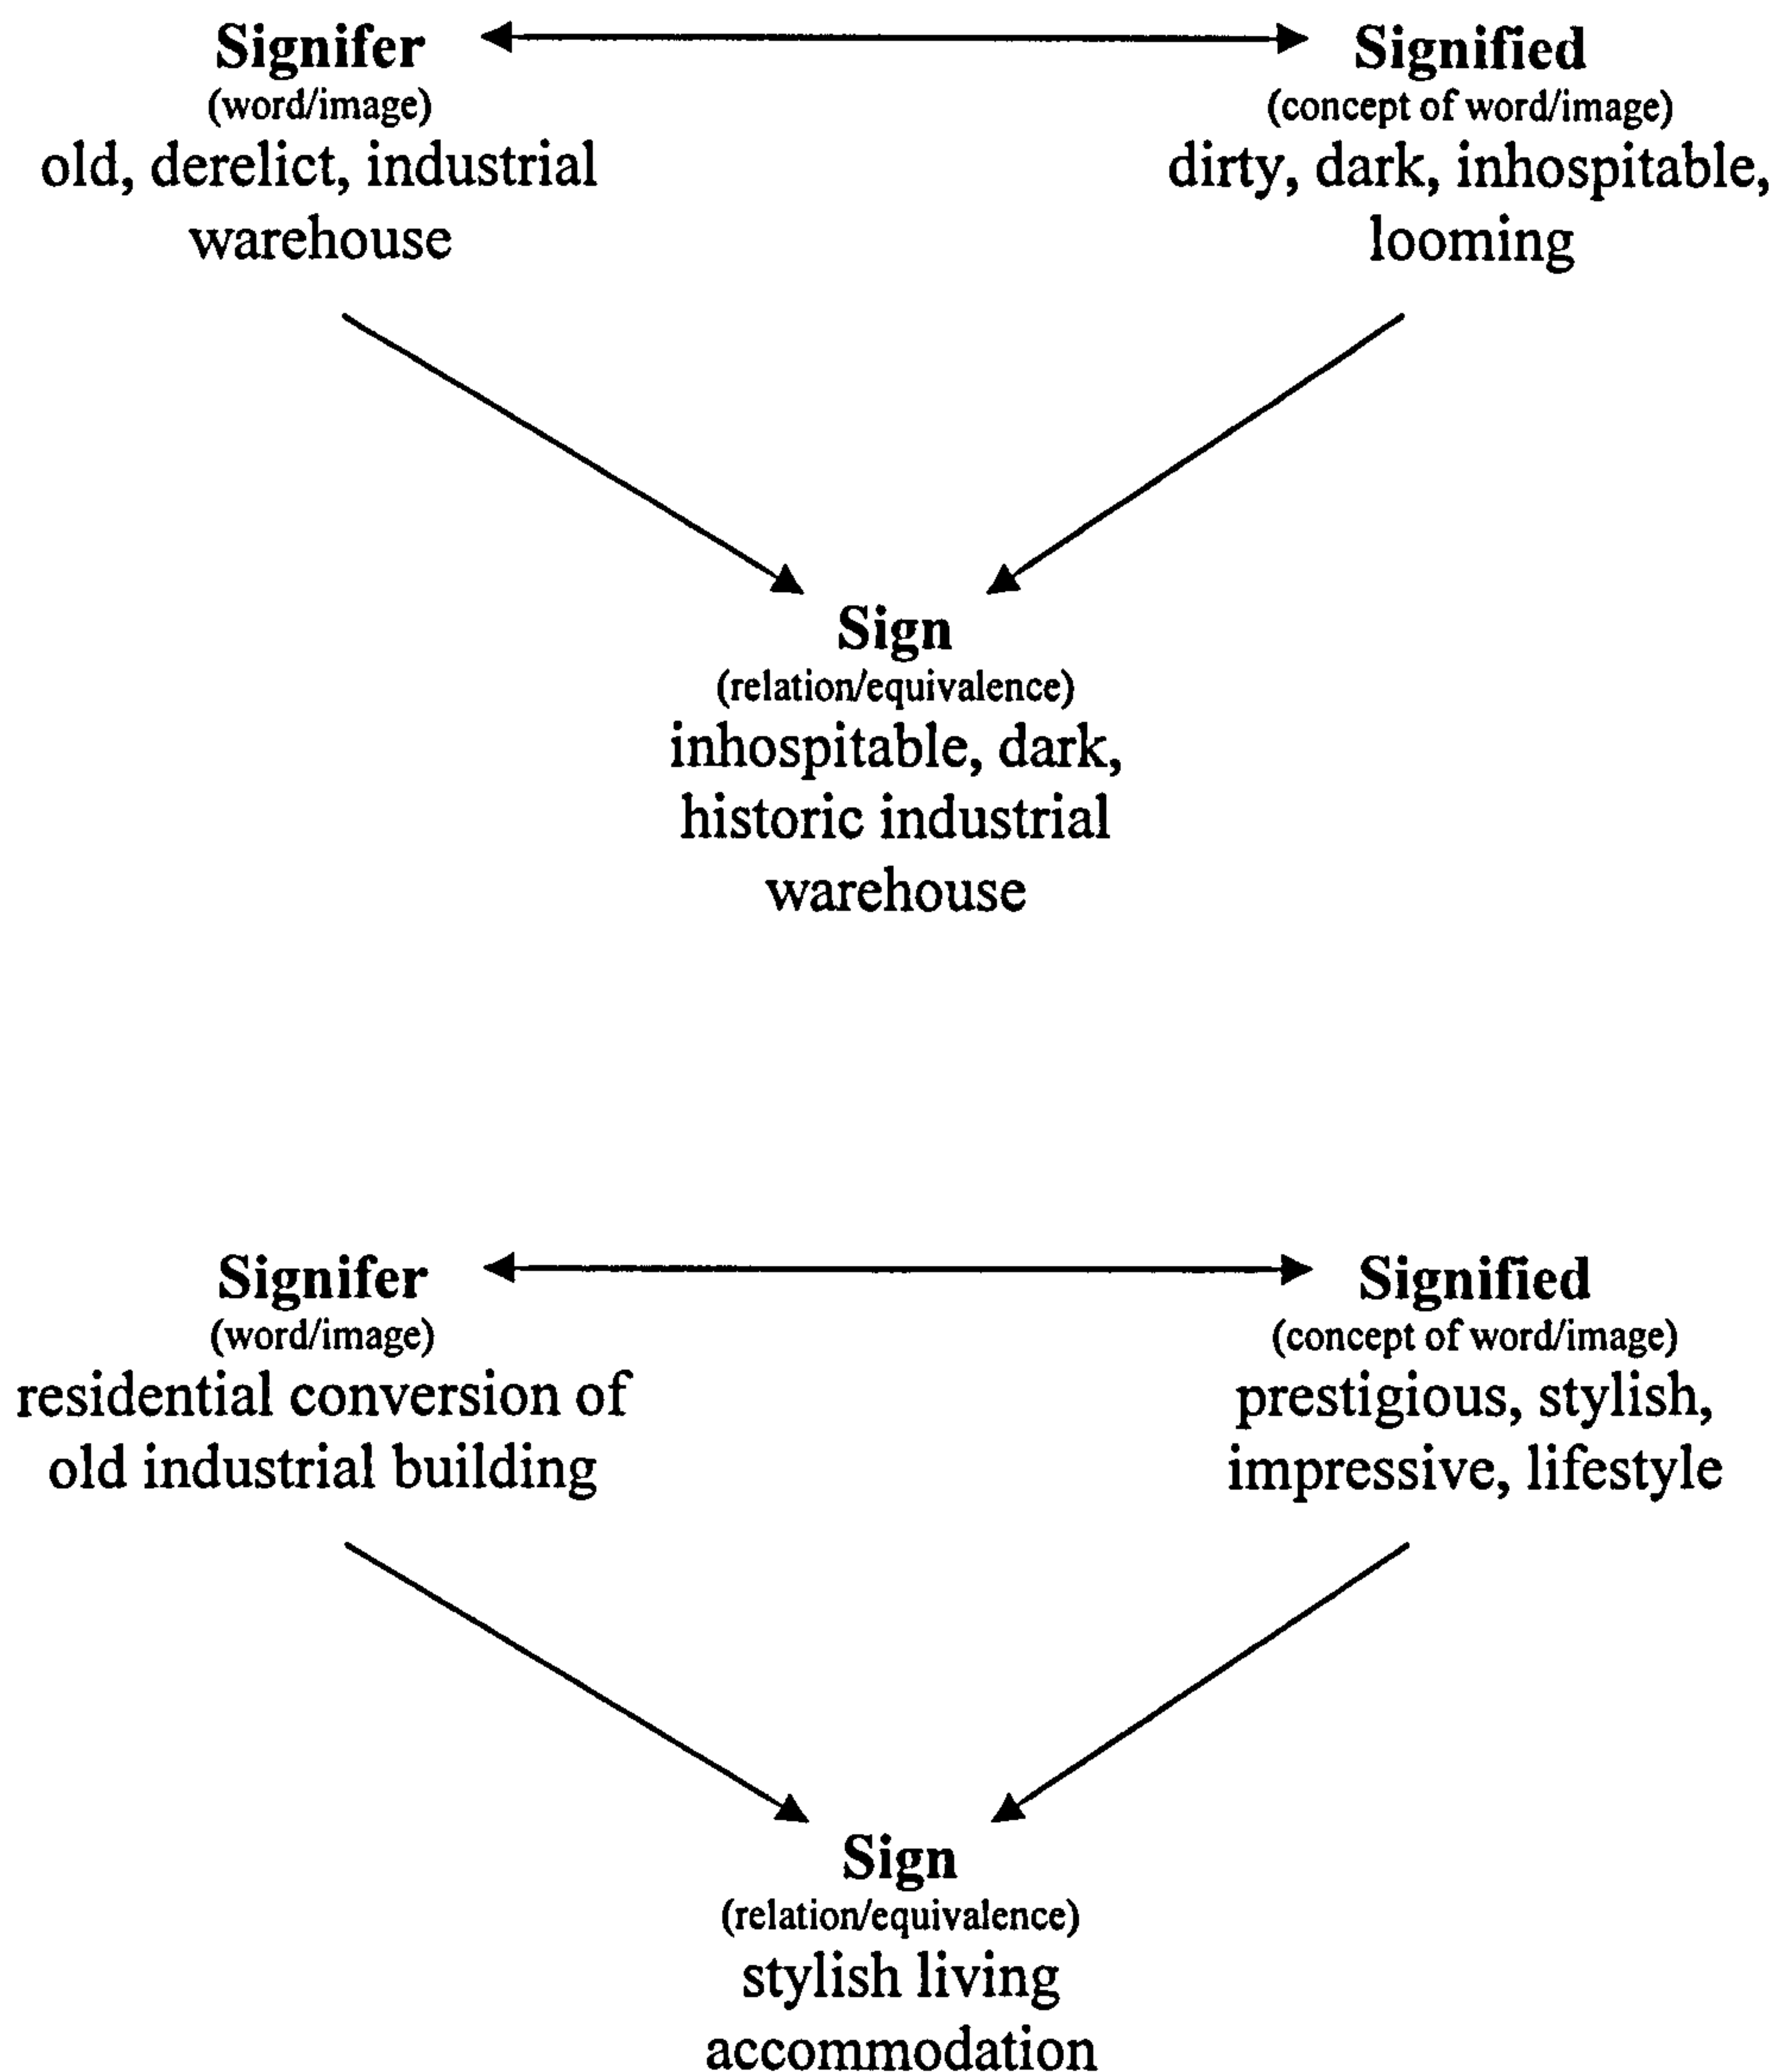 Signifer
(word/image)
old, derelict, industrial
warehouse
Signified
(concept of word/image)
dirty, dark, inhospitable,
looming
Sign
(relation/equivalence)
inhospitable, dark,
historic industrial
warehouse
Signifer
(word/image)
residential conversion of
old industrial building
Signified
(concept of word/image)
prestigious, stylish,
impressive, lifestyle
Sign
(relation/equivalence)
stylish living
accommodation